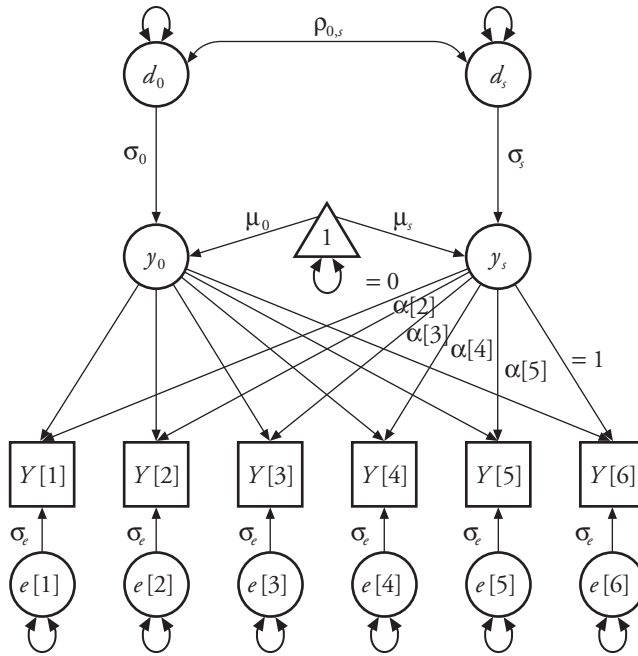 ρ0,s
d0 ds
σ0 σs
μ0 μs
1
y0 ys
= 0
α[2]
α[3]
α[4]
α[5]
= 1
Y[1] Y[2] Y[3] Y[4] Y[5] Y[6]
σe σe σe σe σe σe
e[1] e[2] e[3] e[4] e[5] e[6]